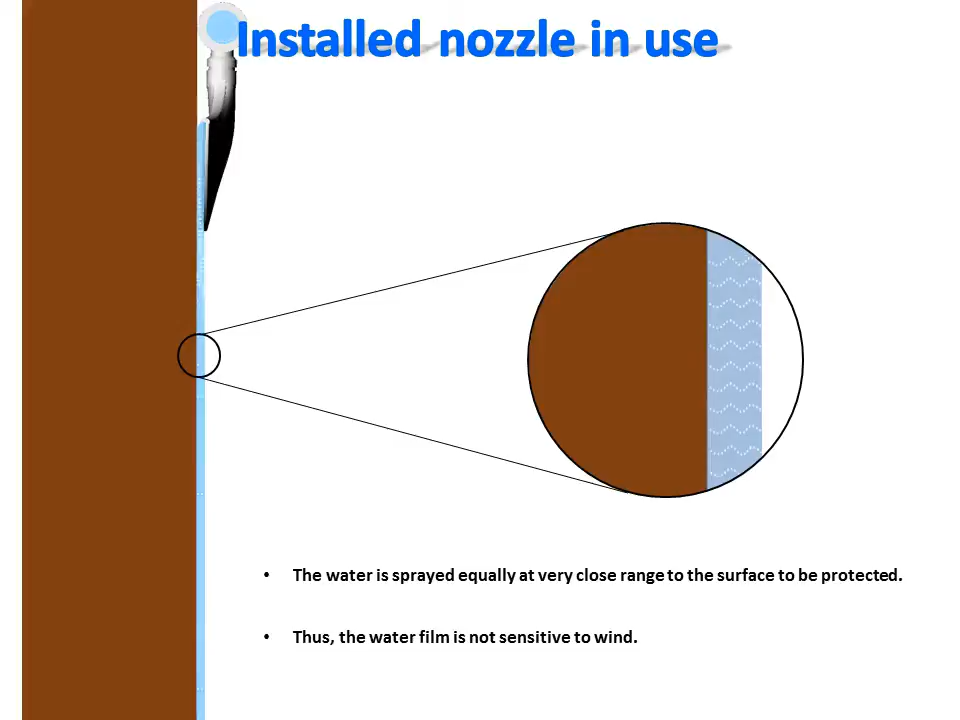 Installed nozzle in use
• The water is sprayed equally at very close range to the surface to be protected.
• Thus, the water film is not sensitive to wind.